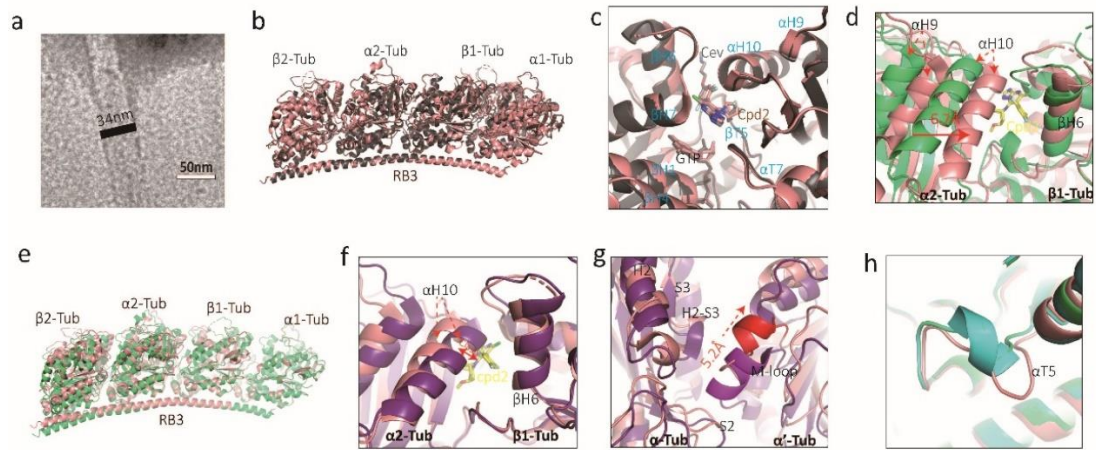 a
34nm
50nm
b
β2-Tub
α2-Tub
β1-Tub
α1-Tub
RB3
c
αH9
Cev
αH10
βH7
Cpd2
βT5
GTP
βH1
αT7
d
αH9
αH10
βH6
α2-Tub
β1-Tub
e
β2-Tub
α2-Tub
β1-Tub
α1-Tub
RB3
f
αH10
cpd2
βH6
α2-Tub
β1-Tub
g
H2
S3
H2-S3
5.2Å
M-loop
S2
α-Tub
α'-Tub
h
αT5